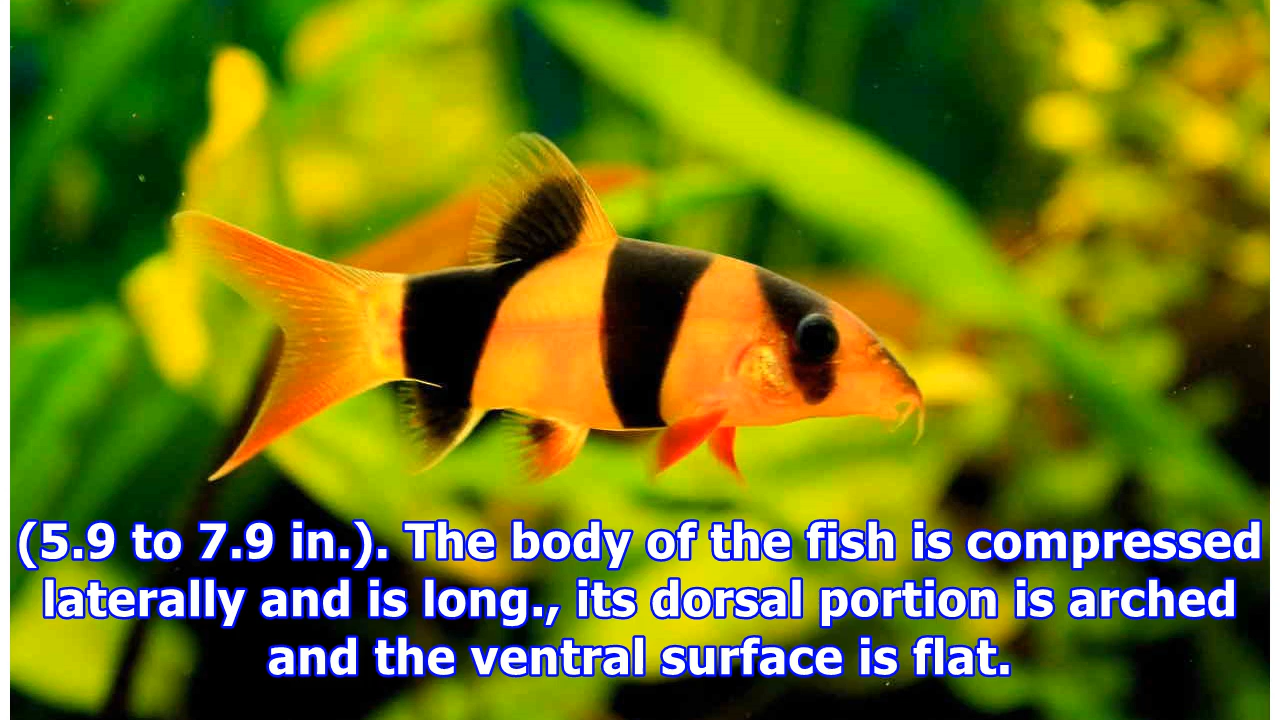 (5.9 to 7.9 in.). The body of the fish is compressed
laterally and is long., its dorsal portion is arched
and the ventral surface is flat.